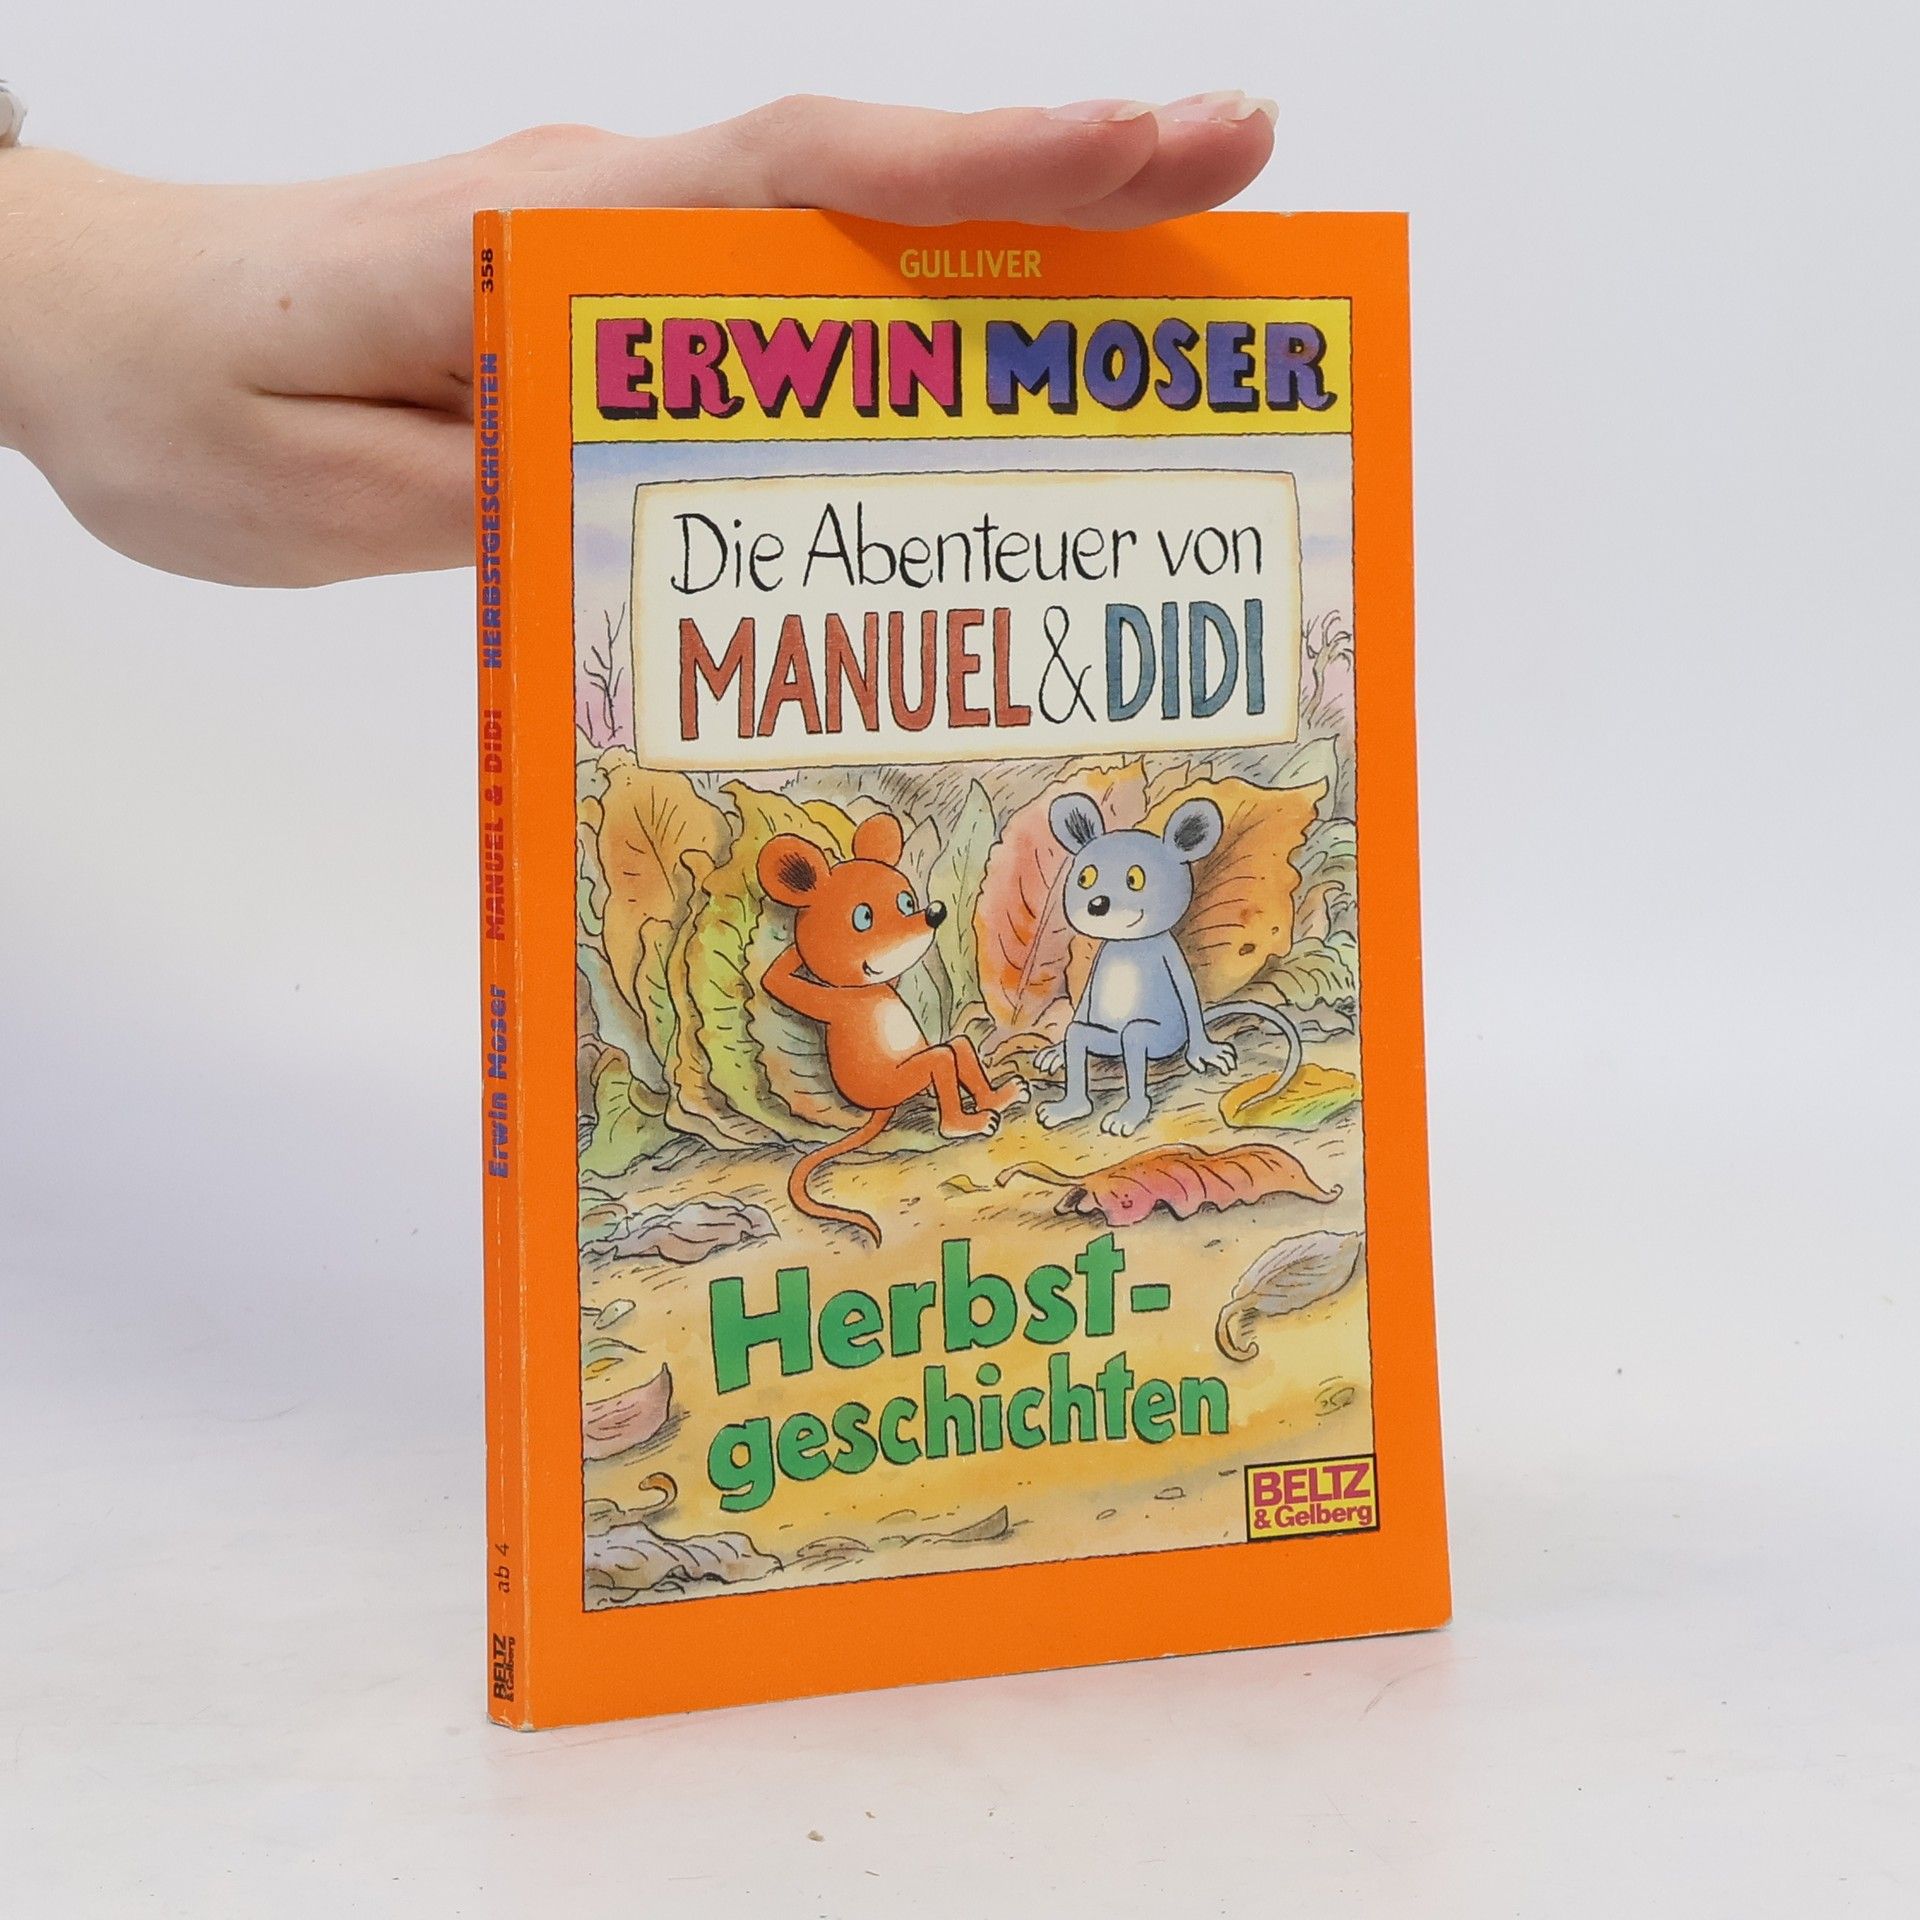 GULLIVER
ERWIN MOSER
Die Abenteuer von
MANUEL & DIDI
Herbst-
geschichten
BELTZ
& Gelberg
358
Erwin Moser MANUEL & DIDI HERBSTGESCHICHTEN
ab 4
BELTZ
& Gelberg